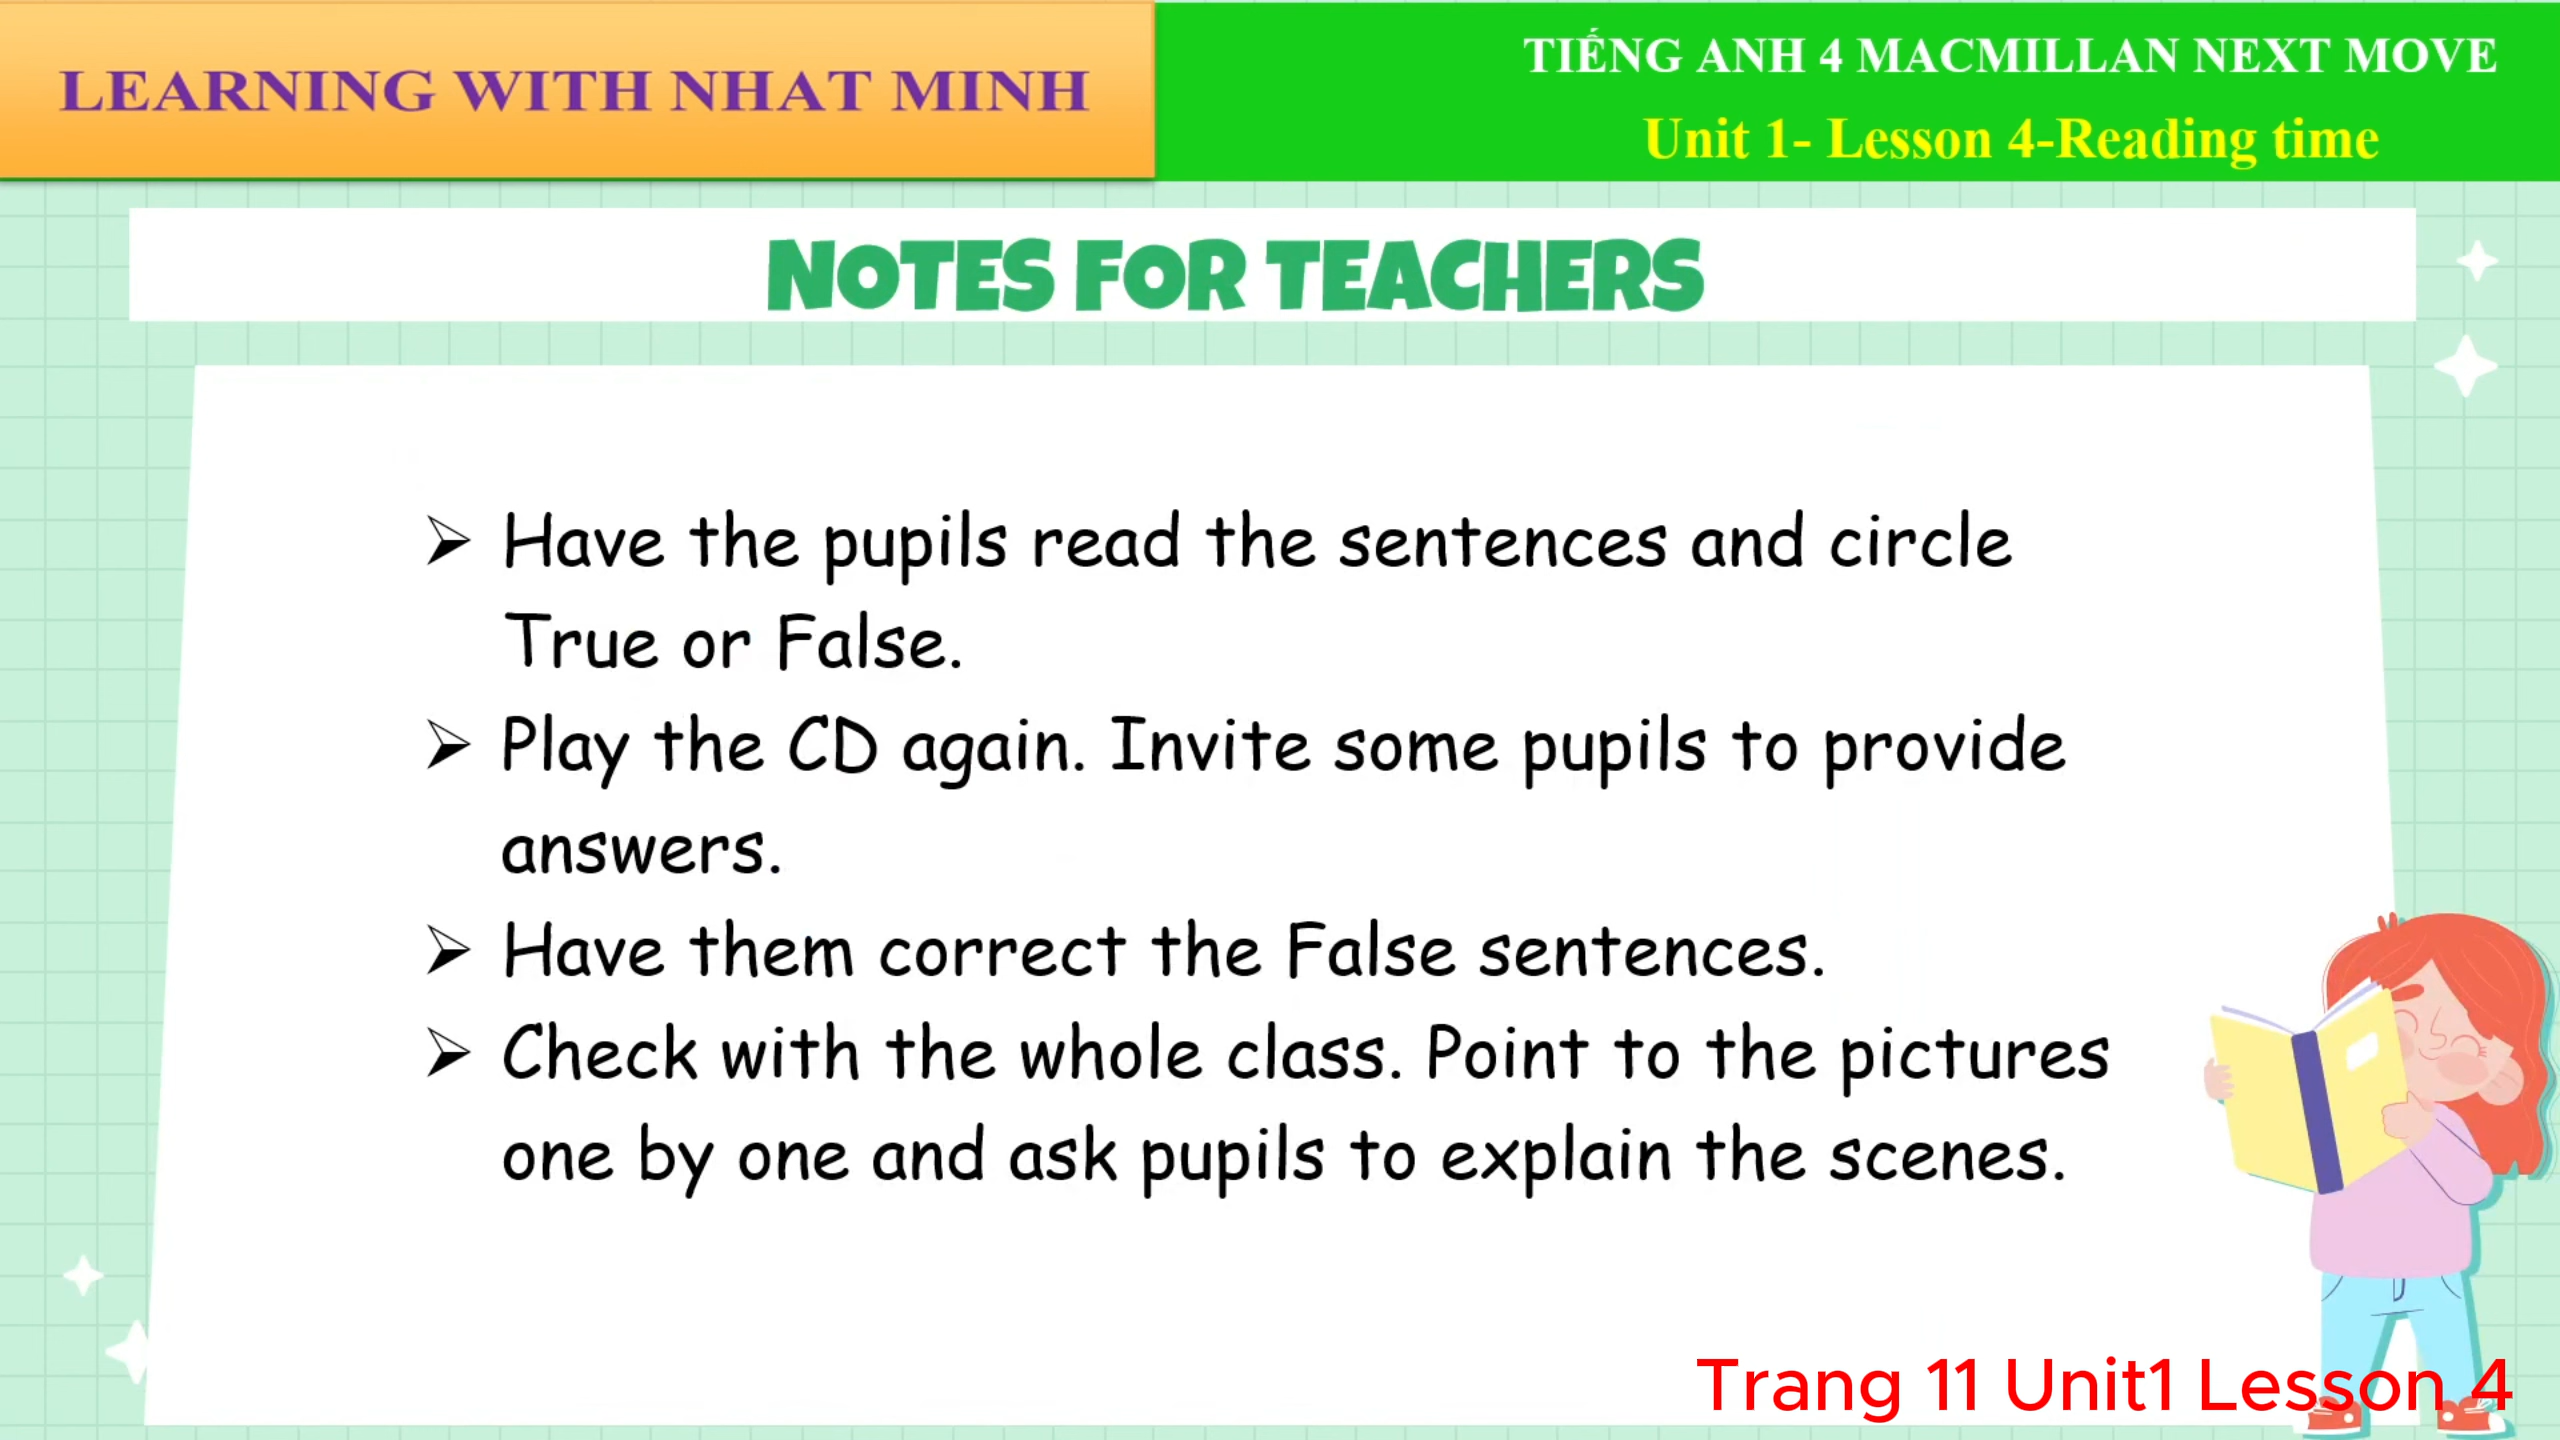 LEARNING WITH NHAT MINH
TIẾNG ANH 4 MACMILLAN NEXT MOVE
Unit 1- Lesson 4-Reading time
NOTES FOR TEACHERS
➢ Have the pupils read the sentences and circle
True or False.
➢ Play the CD again. Invite some pupils to provide
answers.
➢ Have them correct the False sentences.
➢ Check with the whole class. Point to the pictures
one by one and ask pupils to explain the scenes.
Trang 11 Unit1 Lesson 4